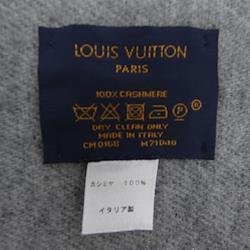 LOUIS VUITTON
PARIS
100% CASHMERE
P
DRY CLEAN ONLY
MADE IN ITALY
CM0168 M71040
カシミヤ 100%
イタリア製